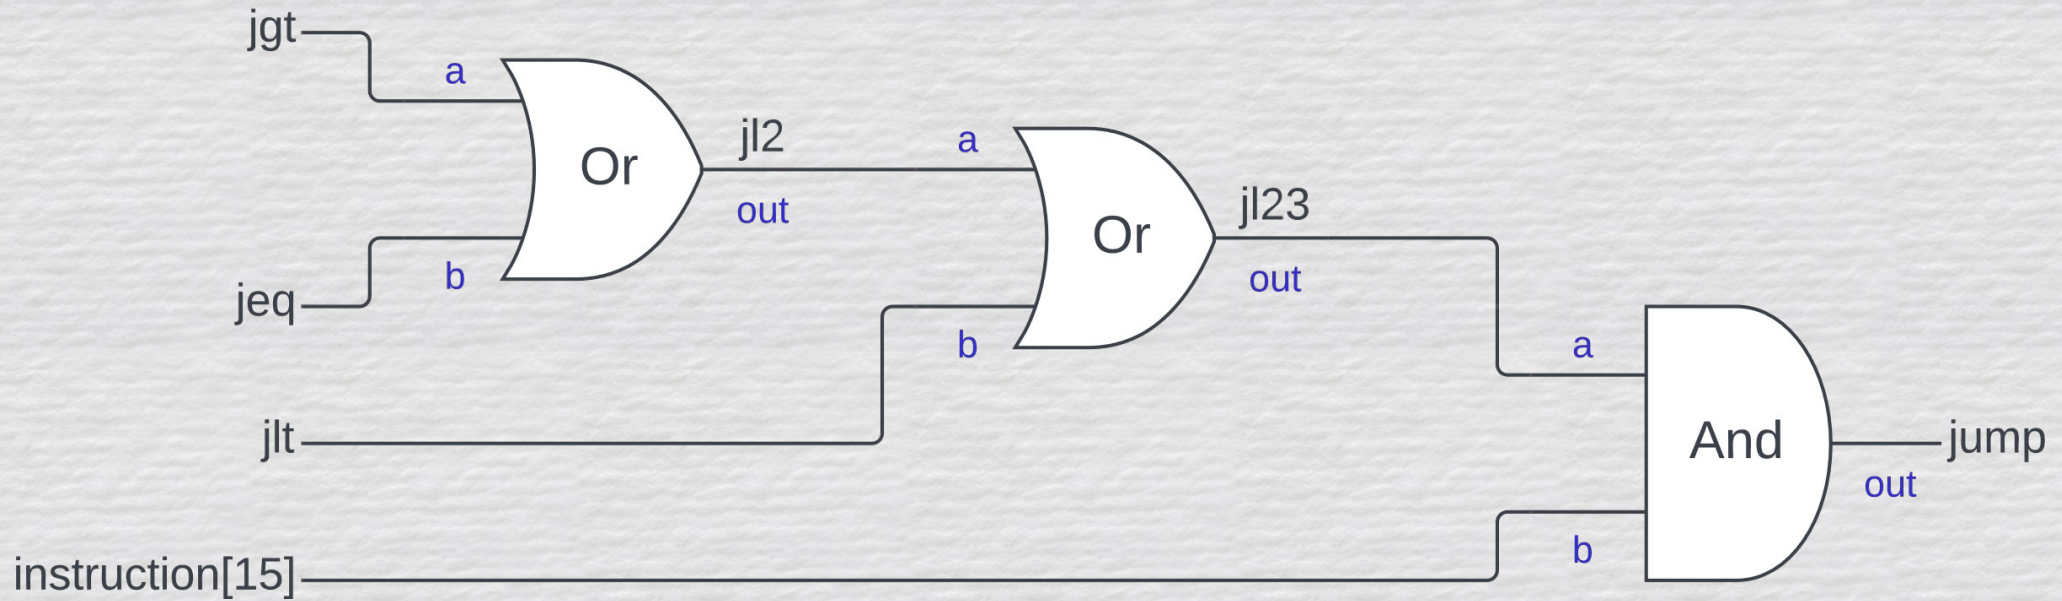 jgt
a
Or
jl2
a
out
b
jeq
Or
jl23
out
b
jlt
a
And
jump
out
b
instruction[15]